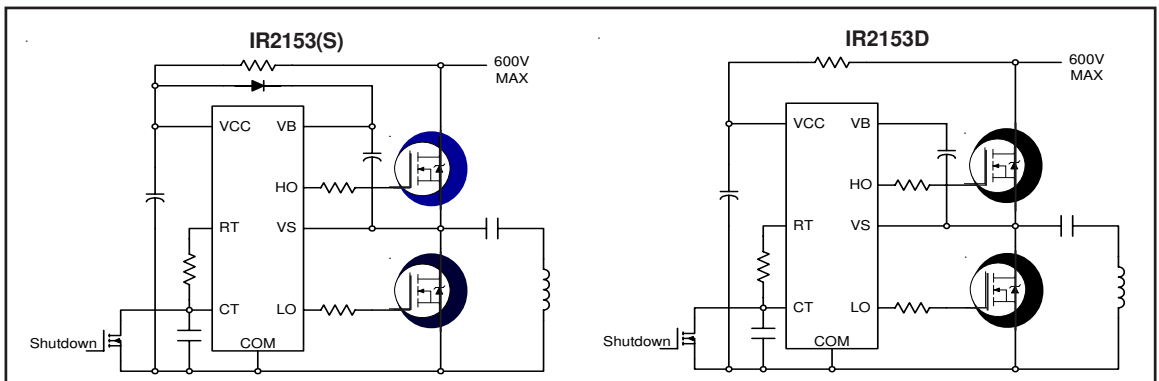 IR2153(S)
600V
MAX
VCC VB
HO
RT VS
CT LO
COM
Shutdown
IR2153D
600V
MAX
VCC VB
HO
RT VS
CT LO
COM
Shutdown